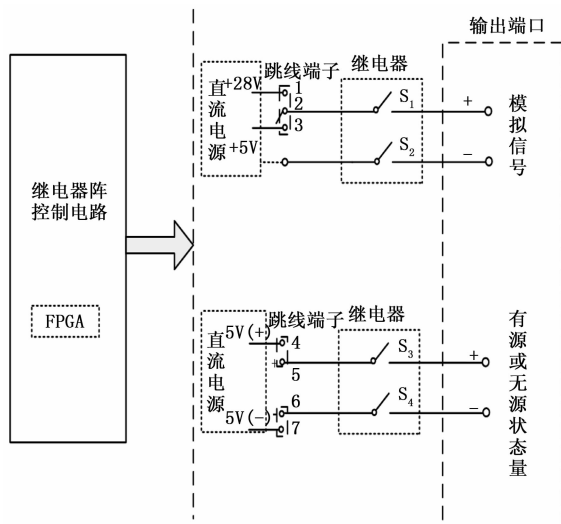 输出端口
继电器阵
控制电路
FPGA
直流电源
+28V
+5V
跳线端子
1
2
3
继电器
S1
S2
+
−
模拟信号
直流电源
5V(+)
5V(−)
跳线端子
4
5
6
7
继电器
S3
S4
+
−
有源或无源状态量